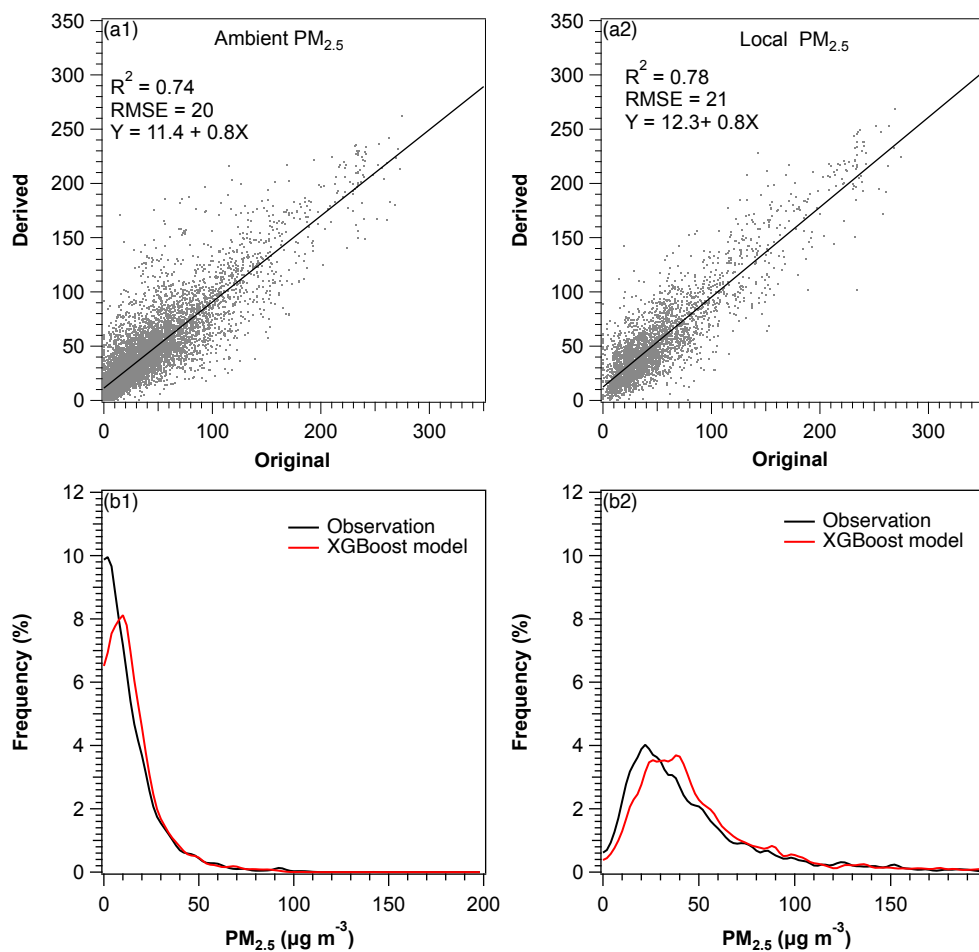 (a1)
Ambient PM2.5
R2 = 0.74
RMSE = 20
Y = 11.4 + 0.8X
350
300
250
200
150
100
50
0
Derived
0 100 200 300
Original
(a2)
Local PM2.5
R2 = 0.78
RMSE = 21
Y = 12.3+ 0.8X
350
300
250
200
150
100
50
0
Derived
0 100 200 300
Original
(b1)
Observation
XGBoost model
12
10
8
6
4
2
0
Frequency (%)
0 50 100 150 200
PM2.5 (µg m-3)
(b2)
Observation
XGBoost model
12
10
8
6
4
2
0
Frequency (%)
0 50 100 150
PM2.5 (µg m-3)